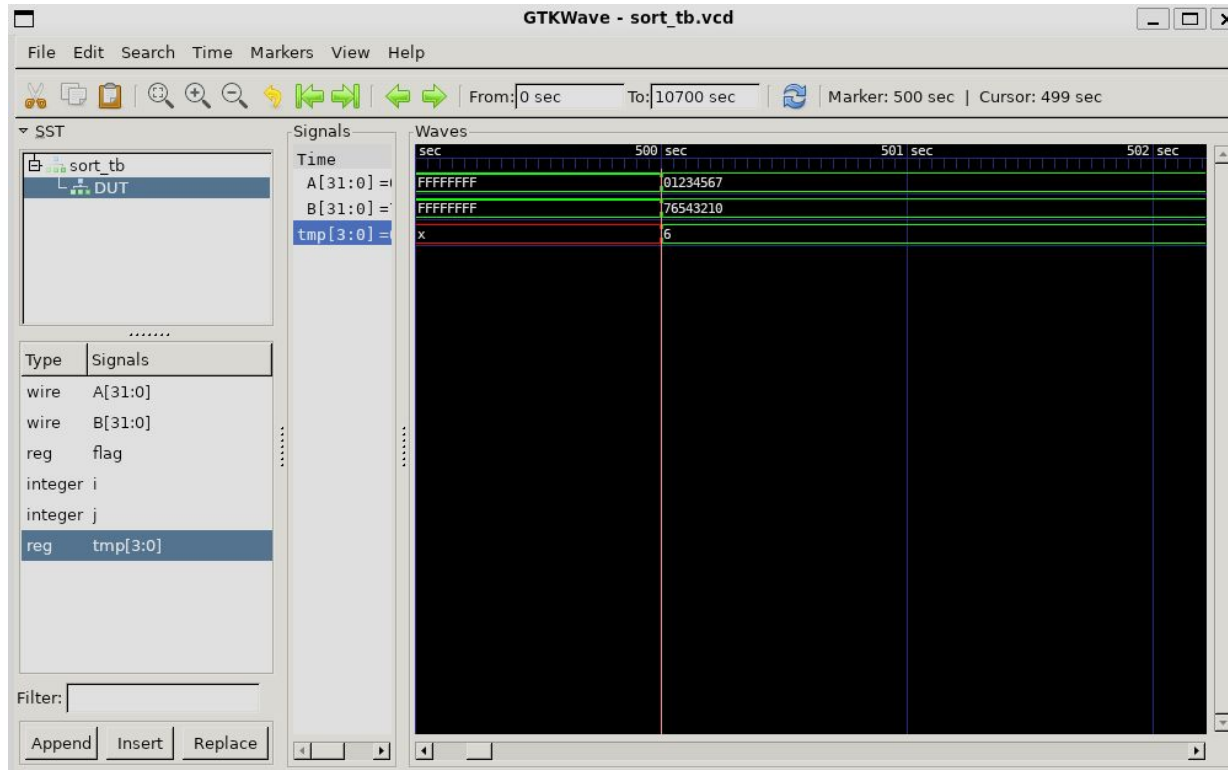 GTKWave - sort_tb.vcd
File Edit Search Time Markers View Help
From: 0 sec To: 10700 sec Marker: 500 sec | Cursor: 499 sec
SST
sort_tb
DUT
Type Signals
wire A[31:0]
wire B[31:0]
reg flag
integer i
integer j
reg tmp[3:0]
Filter:
Append Insert Replace
Signals
Time
A[31:0] =
B[31:0] =
tmp[3:0] =
Waves
sec 500 sec 501 sec 502 sec
FFFFFFFF 01234567
FFFFFFFF 76543210
x 6